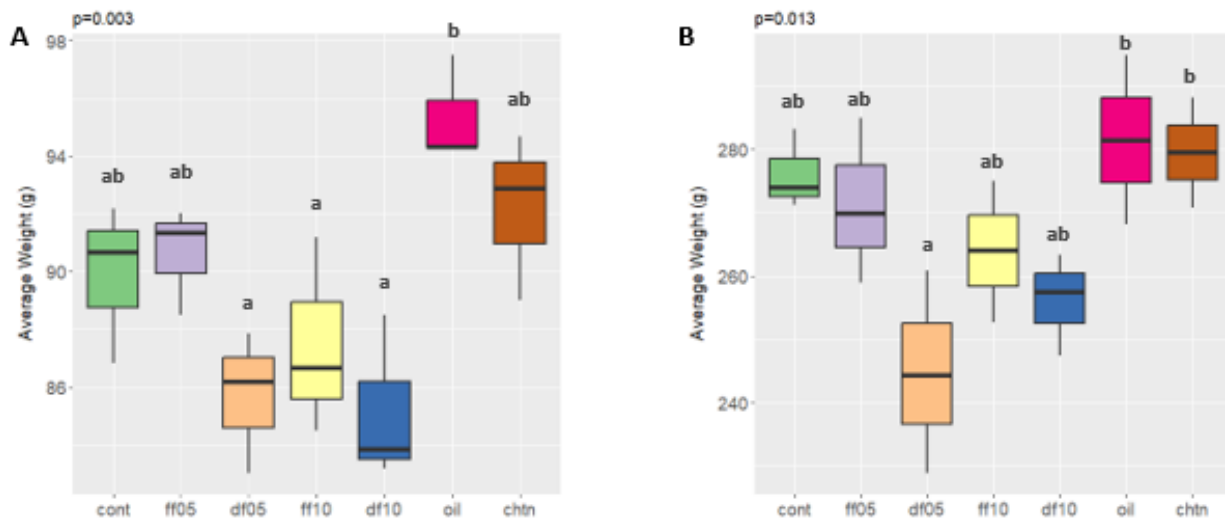 A
p=0.003
Average Weight (g)
98
94
90
86
ab
ab
a
a
a
b
ab
cont ff05 df05 ff10 df10 oil chtn
B
p=0.013
Average Weight (g)
280
260
240
ab
ab
a
ab
ab
b
b
cont ff05 df05 ff10 df10 oil chtn